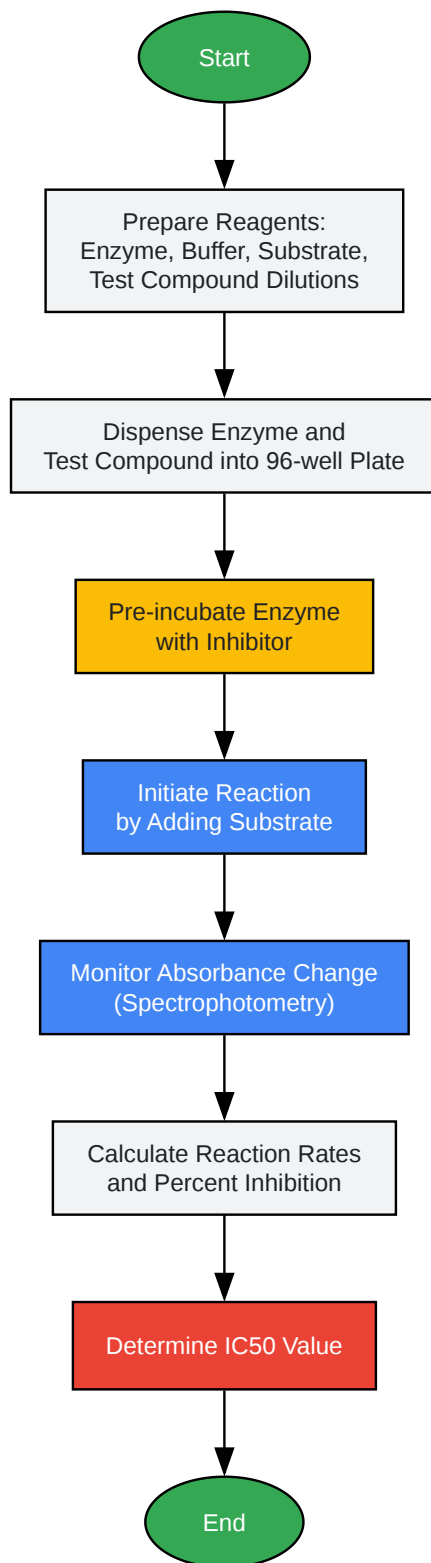 Start
Prepare Reagents:
Enzyme, Buffer, Substrate,
Test Compound Dilutions
Dispense Enzyme and
Test Compound into 96-well Plate
Pre-incubate Enzyme
with Inhibitor
Initiate Reaction
by Adding Substrate
Monitor Absorbance Change
(Spectrophotometry)
Calculate Reaction Rates
and Percent Inhibition
Determine IC50 Value
End